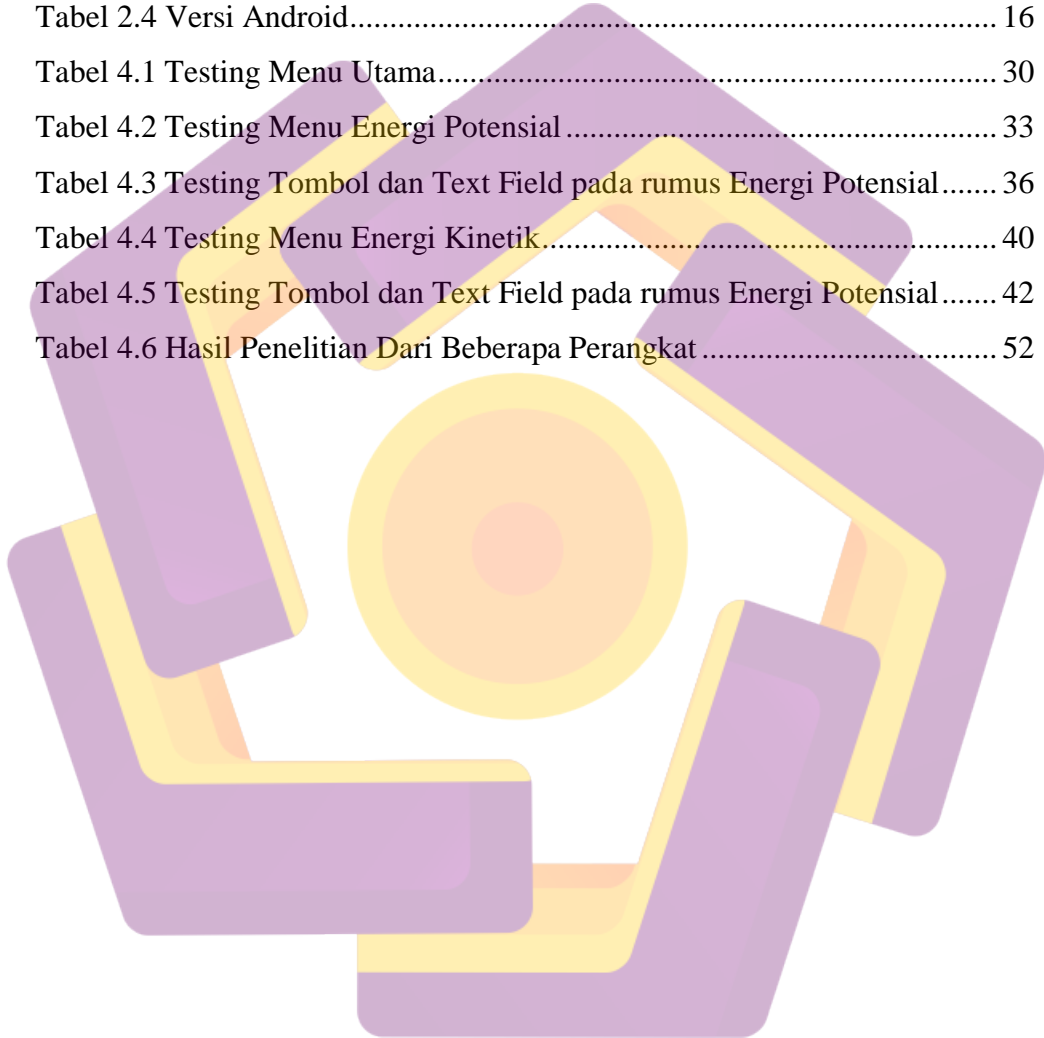 Tabel 2.4 Versi Android.................................................................................. 16
Tabel 4.1 Testing Menu Utama...................................................................... 30
Tabel 4.2 Testing Menu Energi Potensial...................................................... 33
Tabel 4.3 Testing Tombol dan Text Field pada rumus Energi Potensial....... 36
Tabel 4.4 Testing Menu Energi Kinetik......................................................... 40
Tabel 4.5 Testing Tombol dan Text Field pada rumus Energi Potensial....... 42
Tabel 4.6 Hasil Penelitian Dari Beberapa Perangkat..................................... 52